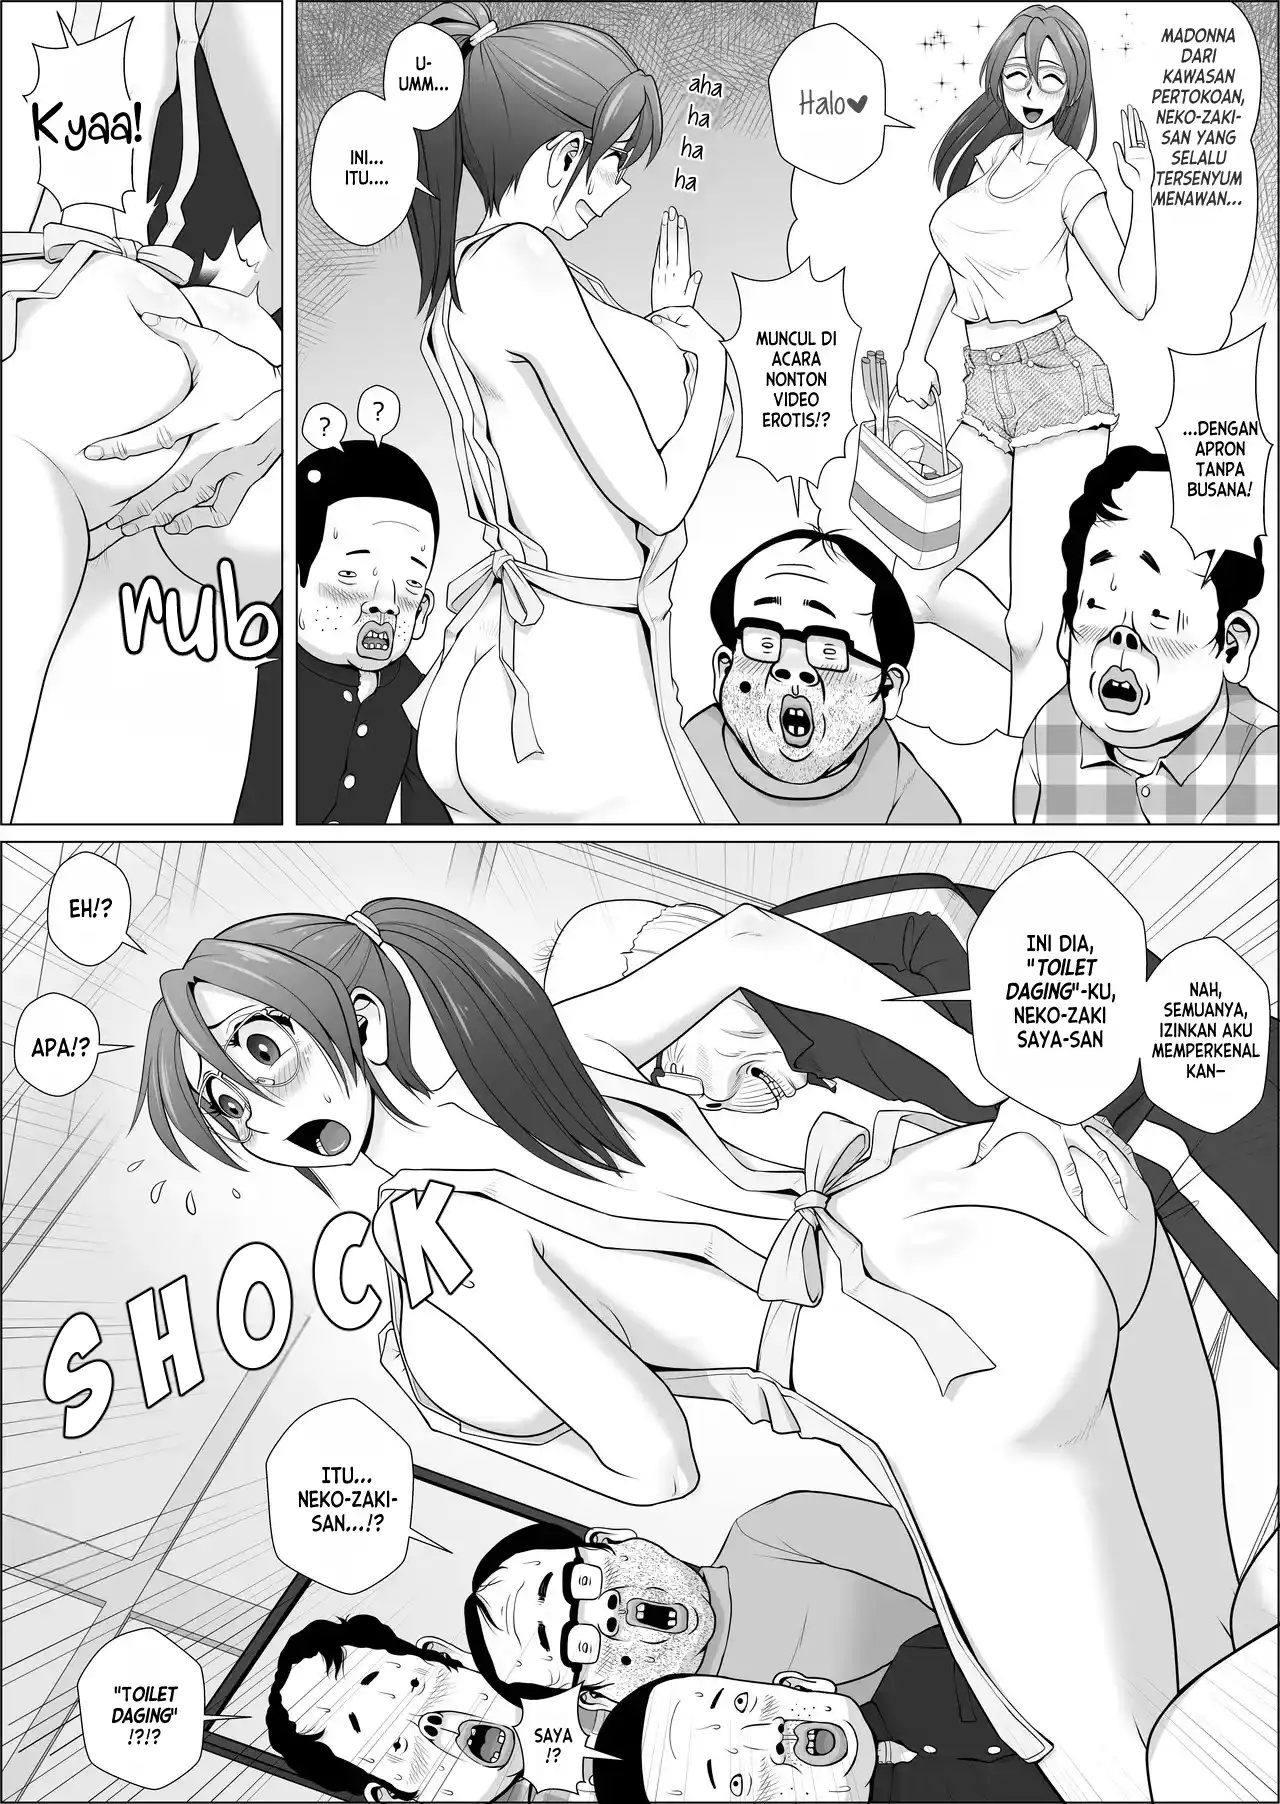 MADONNA
DARI
KAWASAN
PERTOKOAN,
NEKO-ZAKI-
SAN YANG
SELALU
TERSENYUM
MENAWAN...
Halo♥
...DENGAN
APRON
TANPA
BUSANA!
MUNCUL DI
ACARA
NONTON
VIDEO
EROTIS!?
aha
ha
ha
ha
U-
UMM...
INI...
ITU....
?
?
Kyaa!
rub
NAH,
SEMUANYA,
IZINKAN AKU
MEMPERKENAL
KAN–
INI DIA,
"TOILET
DAGING"-KU,
NEKO-ZAKI
SAYA-SAN
EH!?
APA!?
SHOCK
ITU...
NEKO-ZAKI-
SAN...!?
SAYA
!?
"TOILET
DAGING"
!?!?